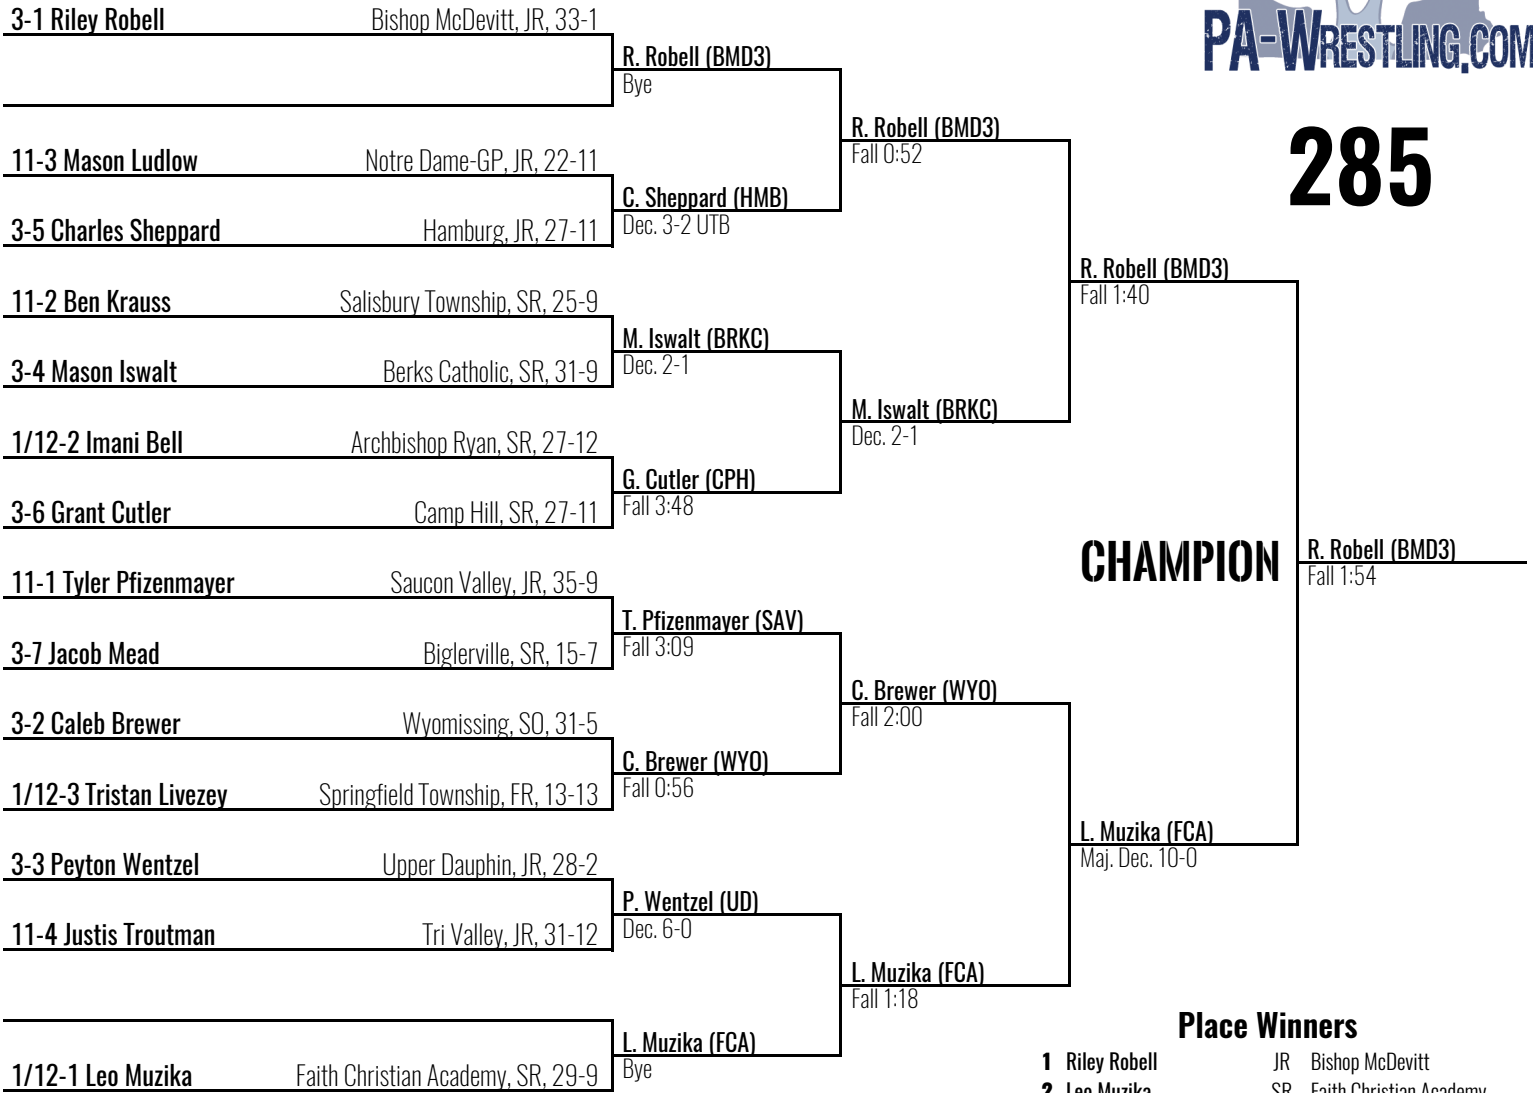 PA-WRESTLING.COM
285
3-1 Riley Robell Bishop McDevitt, JR, 33-1
R. Robell (BMD3)
Bye
11-3 Mason Ludlow Notre Dame-GP, JR, 22-11
3-5 Charles Sheppard Hamburg, JR, 27-11
C. Sheppard (HMB)
Dec. 3-2 UTB
R. Robell (BMD3)
Fall 0:52
11-2 Ben Krauss Salisbury Township, SR, 25-9
3-4 Mason Iswalt Berks Catholic, SR, 31-9
M. Iswalt (BRKC)
Dec. 2-1
1/12-2 Imani Bell Archbishop Ryan, SR, 27-12
3-6 Grant Cutler Camp Hill, SR, 27-11
G. Cutler (CPH)
Fall 3:48
M. Iswalt (BRKC)
Dec. 2-1
R. Robell (BMD3)
Fall 1:40
11-1 Tyler Pfizenmayer Saucon Valley, JR, 35-9
3-7 Jacob Mead Biglerville, SR, 15-7
T. Pfizenmayer (SAV)
Fall 3:09
3-2 Caleb Brewer Wyomissing, SO, 31-5
1/12-3 Tristan Livezey Springfield Township, FR, 13-13
C. Brewer (WYO)
Fall 0:56
C. Brewer (WYO)
Fall 2:00
3-3 Peyton Wentzel Upper Dauphin, JR, 28-2
11-4 Justis Troutman Tri Valley, JR, 31-12
P. Wentzel (UD)
Dec. 6-0
1/12-1 Leo Muzika Faith Christian Academy, SR, 29-9
L. Muzika (FCA)
Bye
L. Muzika (FCA)
Fall 1:18
L. Muzika (FCA)
Maj. Dec. 10-0
CHAMPION
R. Robell (BMD3)
Fall 1:54
Place Winners
1 Riley Robell JR Bishop McDevitt
2 Leo Muzika SR Faith Christian Academy